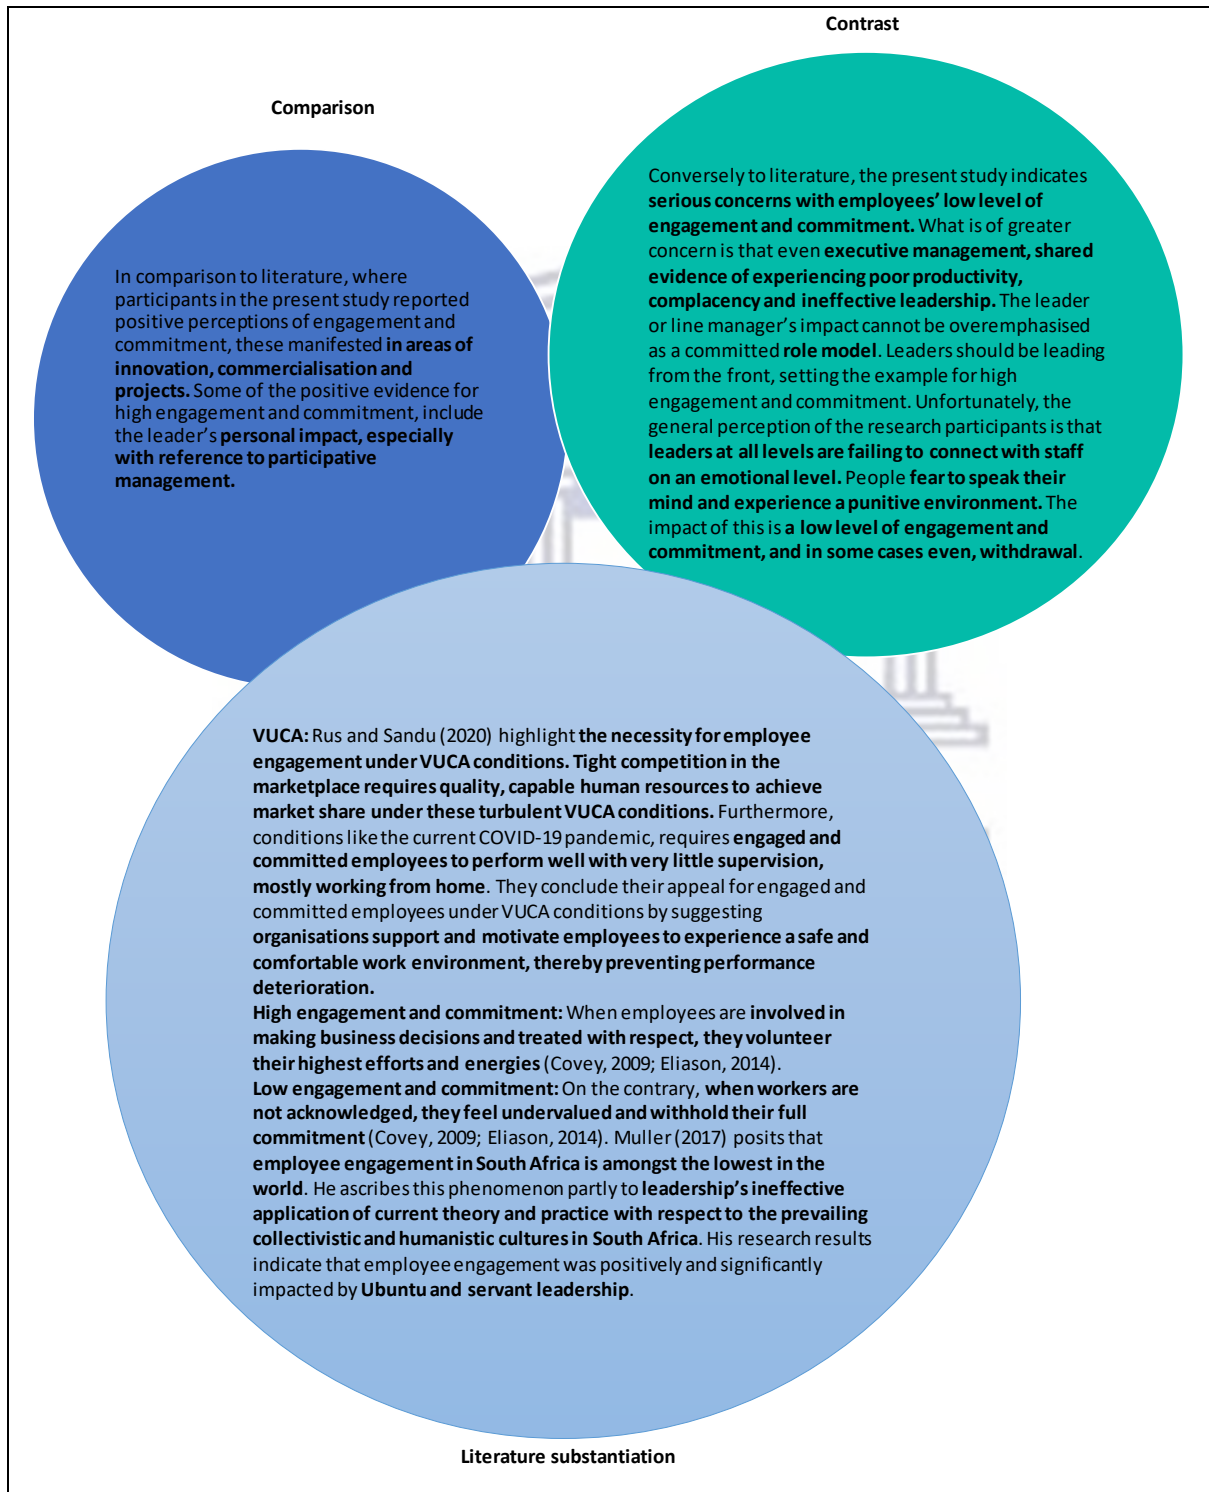 Contrast
Comparison
Conversely to literature, the present study indicates
serious concerns with employees’ low level of
engagement and commitment. What is of greater
concern is that even executive management, shared
evidence of experiencing poor productivity,
complacency and ineffective leadership. The leader
or line manager’s impact cannot be overemphasised
as a committed role model. Leaders should be leading
from the front, setting the example for high
engagement and commitment. Unfortunately, the
general perception of the research participants is that
leaders at all levels are failing to connect with staff
on an emotional level. People fear to speak their
mind and experience a punitive environment. The
impact of this is a low level of engagement and
commitment, and in some cases even, withdrawal.
In comparison to literature, where
participants in the present study reported
positive perceptions of engagement and
commitment, these manifested in areas of
innovation, commercialisation and
projects. Some of the positive evidence for
high engagement and commitment, include
the leader’s personal impact, especially
with reference to participative
management.
VUCA: Rus and Sandu (2020) highlight the necessity for employee
engagement under VUCA conditions. Tight competition in the
marketplace requires quality, capable human resources to achieve
market share under these turbulent VUCA conditions. Furthermore,
conditions like the current COVID-19 pandemic, requires engaged and
committed employees to perform well with very little supervision,
mostly working from home. They conclude their appeal for engaged and
committed employees under VUCA conditions by suggesting
organisations support and motivate employees to experience a safe and
comfortable work environment, thereby preventing performance
deterioration.
High engagement and commitment: When employees are involved in
making business decisions and treated with respect, they volunteer
their highest efforts and energies (Covey, 2009; Eliason, 2014).
Low engagement and commitment: On the contrary, when workers are
not acknowledged, they feel undervalued and withhold their full
commitment (Covey, 2009; Eliason, 2014). Muller (2017) posits that
employee engagement in South Africa is amongst the lowest in the
world. He ascribes this phenomenon partly to leadership’s ineffective
application of current theory and practice with respect to the prevailing
collectivistic and humanistic cultures in South Africa. His research results
indicate that employee engagement was positively and significantly
impacted by Ubuntu and servant leadership.
Literature substantiation